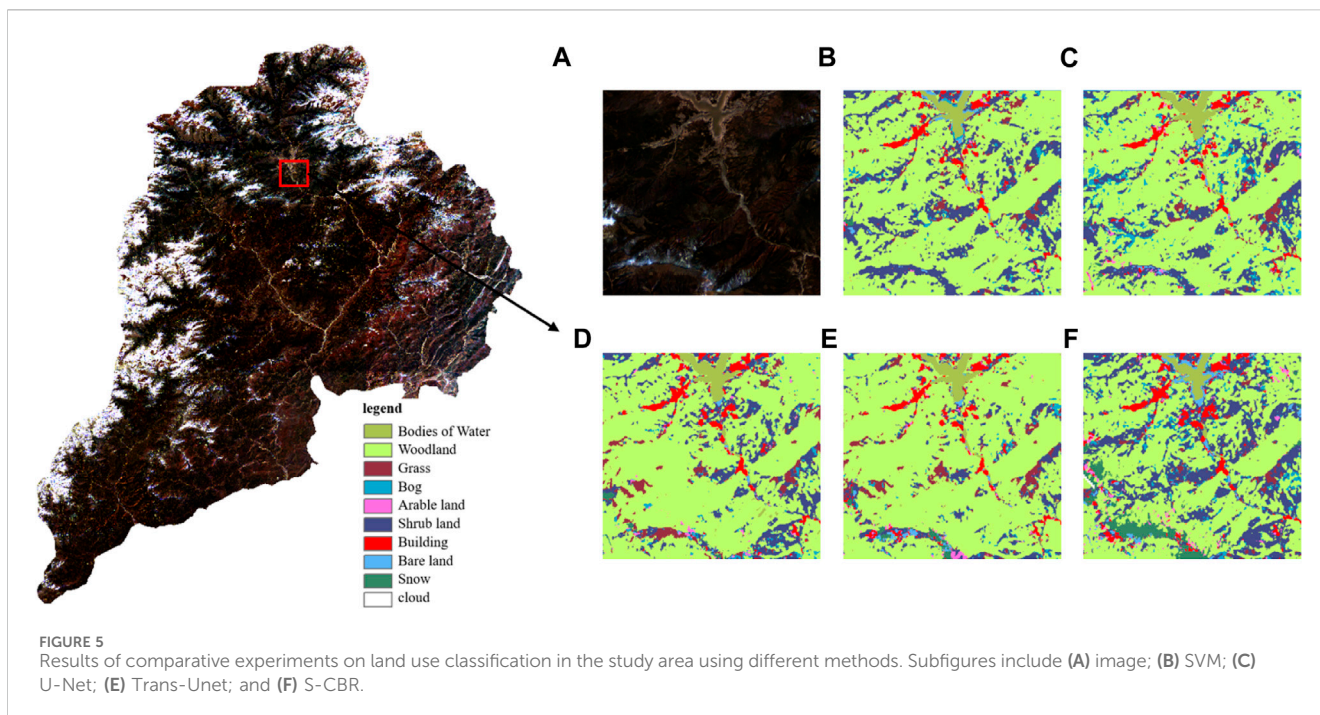 A
B
C
D
E
F
legend
Bodies of Water
Woodland
Grass
Bog
Arable land
Shrub land
Building
Bare land
Snow
cloud
FIGURE 5
Results of comparative experiments on land use classification in the study area using different methods. Subfigures include (A) image; (B) SVM; (C)
U-Net; (E) Trans-Unet; and (F) S-CBR.